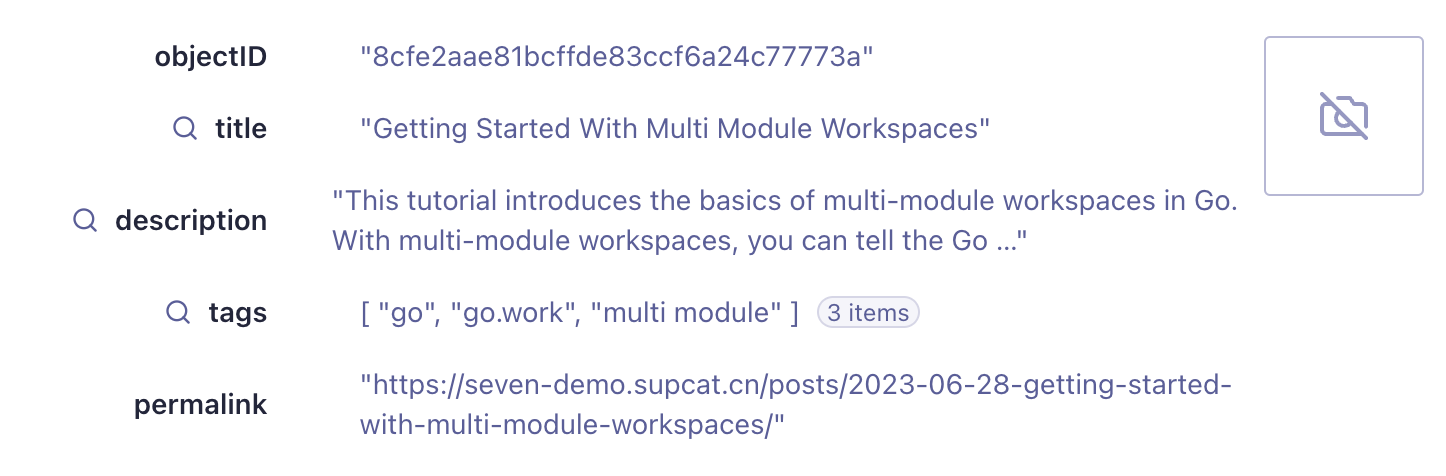 objectID "8cfe2aae81bcffde83ccf6a24c77773a"
title "Getting Started With Multi Module Workspaces"
description "This tutorial introduces the basics of multi-module workspaces in Go.
With multi-module workspaces, you can tell the Go ..."
tags [ "go", "go.work", "multi module" ] 3 items
permalink "https://seven-demo.supcat.cn/posts/2023-06-28-getting-started-
with-multi-module-workspaces/"